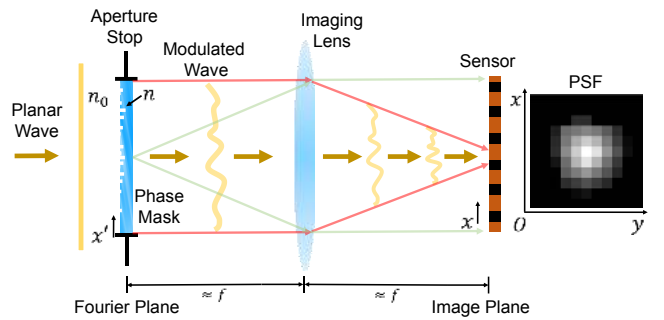 Aperture
Stop
Imaging
Lens
Modulated
Wave
Sensor
PSF
n₀
n
Planar
Wave
x
Phase
Mask
x'
x
0
y
≈ f
≈ f
Fourier Plane
Image Plane